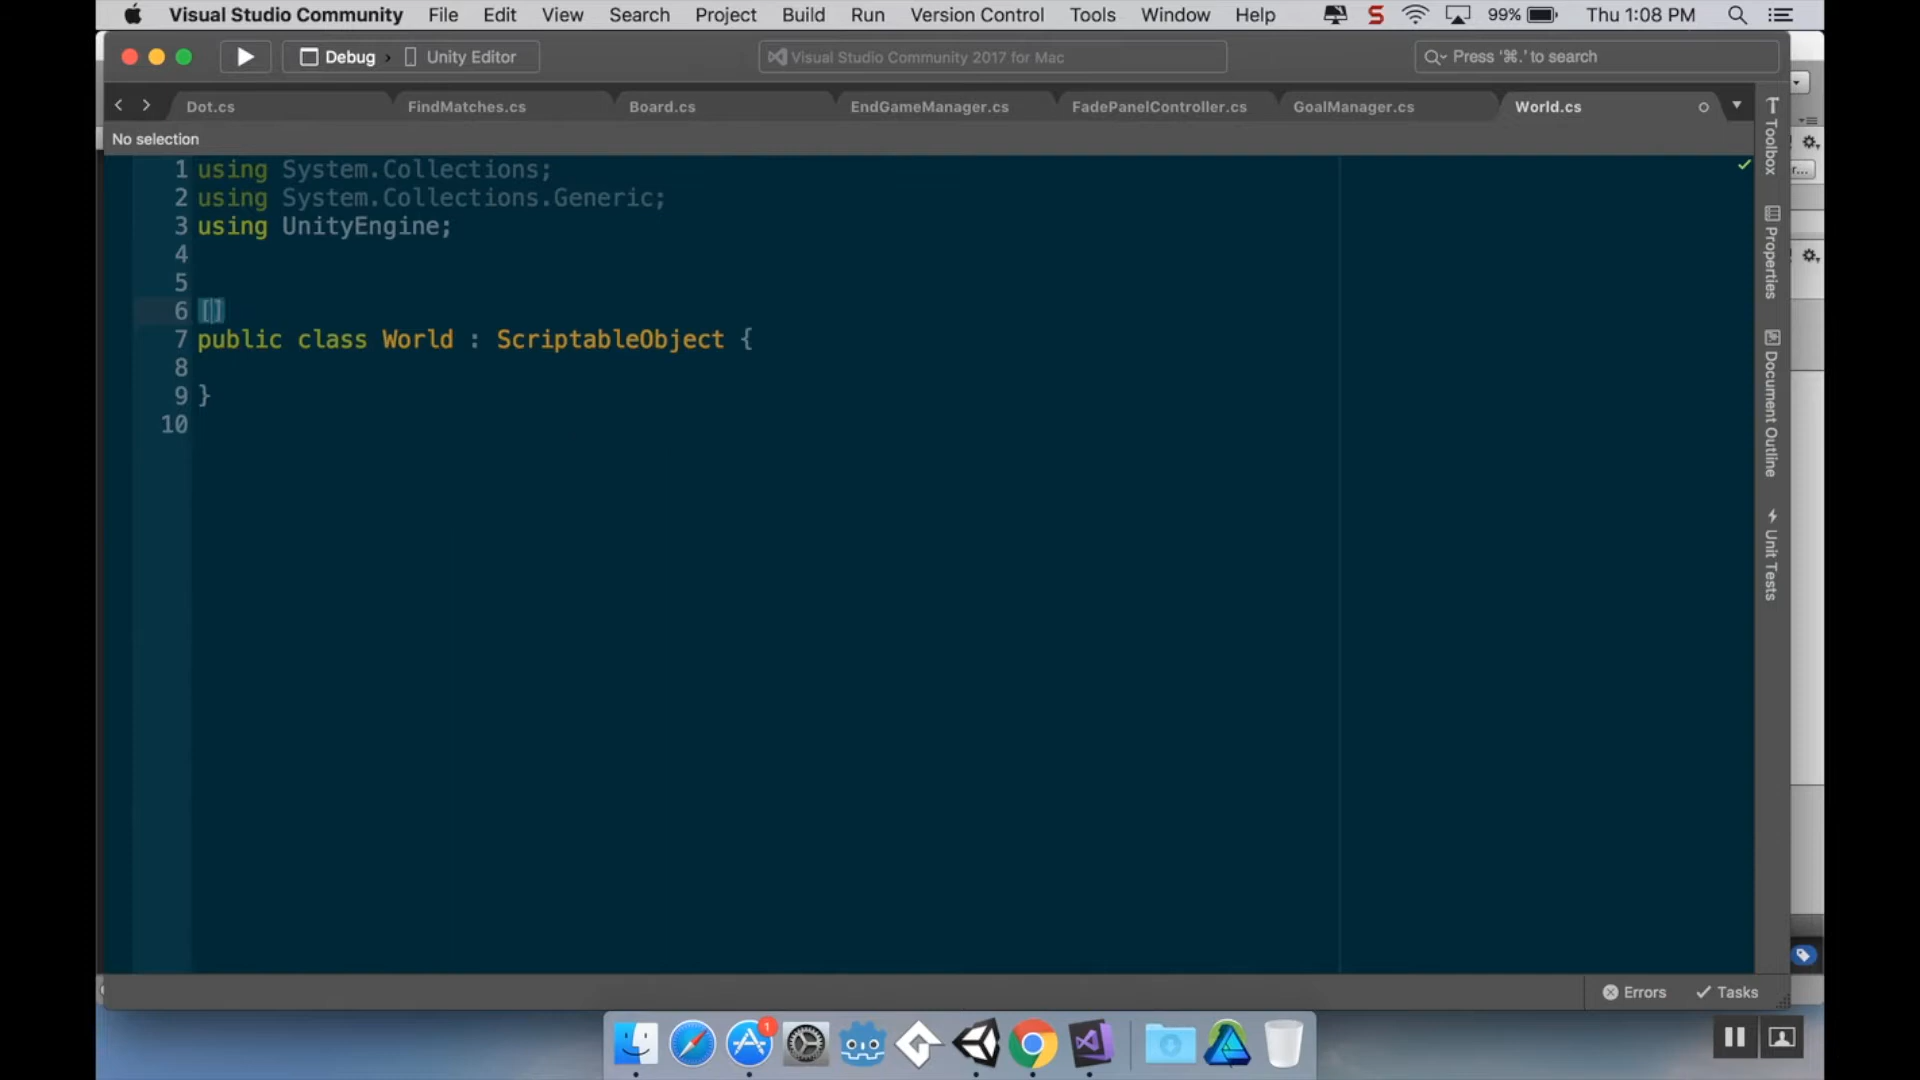 Visual Studio Community File Edit View Search Project Build Run Version Control Tools Window Help S 99% Thu 1:08 PM
Debug › Unity Editor Visual Studio Community 2017 for Mac Press '⌘.' to search
Dot.cs FindMatches.cs Board.cs EndGameManager.cs FadePanelController.cs GoalManager.cs World.cs
No selection
1 using System.Collections;
2 using System.Collections.Generic;
3 using UnityEngine;
4
5
6 []
7 public class World : ScriptableObject {
8
9 }
10
Toolbox
Properties
Document Outline
Unit Tests
r...
Errors Tasks
1